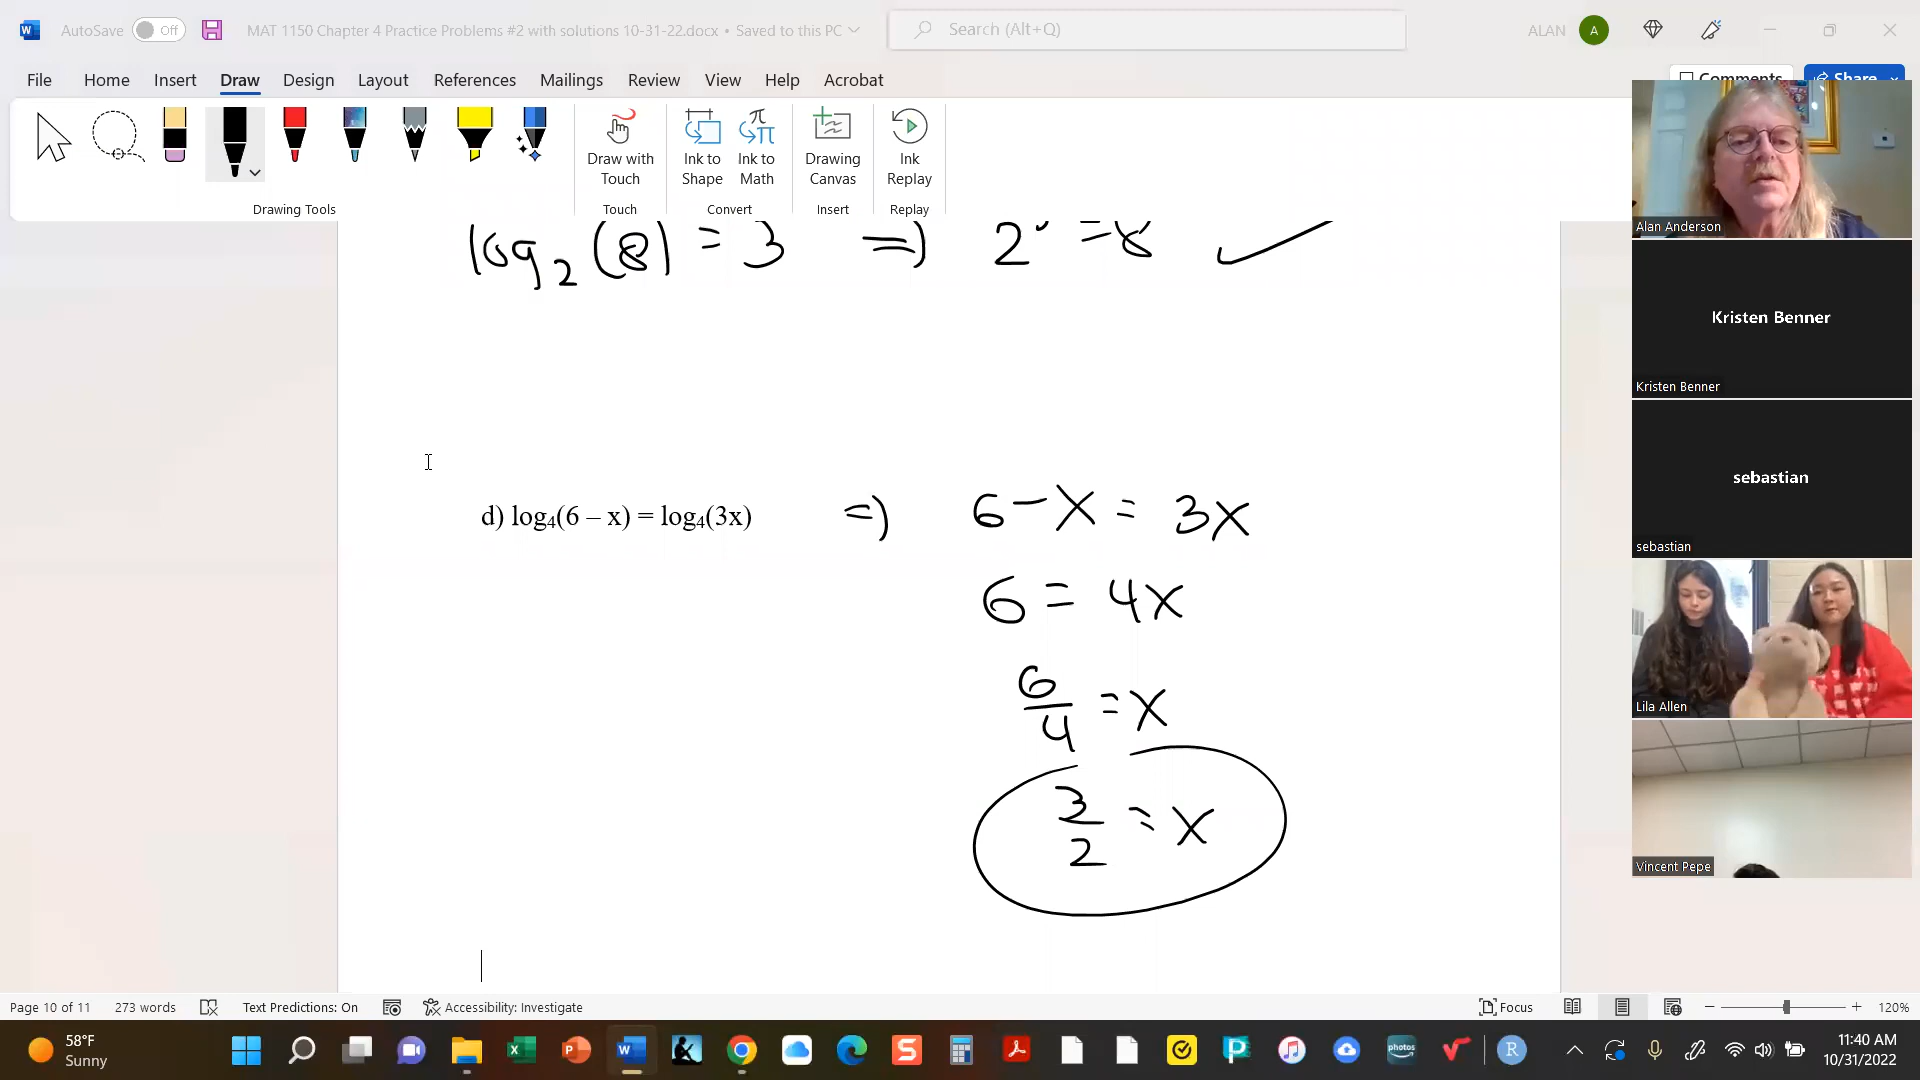 AutoSave Off MAT 1150 Chapter 4 Practice Problems #2 with solutions 10-31-22.docx • Saved to this PC Search (Alt+Q) ALAN A
File Home Insert Draw Design Layout References Mailings Review View Help Acrobat Comments Share
Draw with Touch
Ink to Shape
Ink to Math
Drawing Canvas
Ink Replay
Drawing Tools Touch Convert Insert Replay
log₂(8) = 3 => 2³ = 8 ✓
d) log₄(6 – x) = log₄(3x) => 6 - x = 3x
6 = 4x
6/4 = x
3/2 = x
Alan Anderson
Kristen Benner
Kristen Benner
sebastian
sebastian
Lila Allen
Vincent Pepe
Page 10 of 11 273 words Text Predictions: On Accessibility: Investigate Focus 120%
58°F
Sunny
photos
R
11:40 AM
10/31/2022